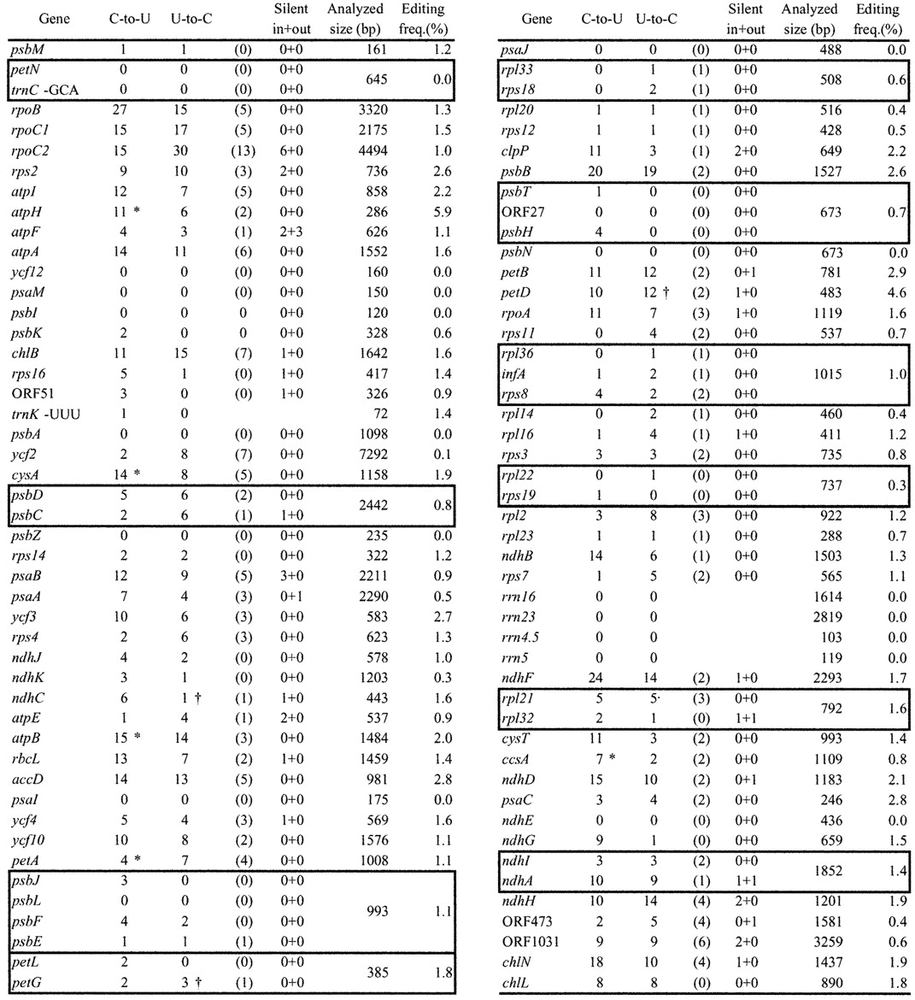 Gene C-to-U U-to-C Silent in+out Analyzed size (bp) Editing freq.(%)
psbM 1 1 (0) 0+0 161 1.2
petN 0 0 (0) 0+0 645 0.0
trnC -GCA 0 0 (0) 0+0
rpoB 27 15 (5) 0+0 3320 1.3
rpoC1 15 17 (5) 0+0 2175 1.5
rpoC2 15 30 (13) 6+0 4494 1.0
rps2 9 10 (3) 2+0 736 2.6
atpI 12 7 (5) 0+0 858 2.2
atpH 11 * 6 (2) 0+0 286 5.9
atpF 4 3 (1) 2+3 626 1.1
atpA 14 11 (6) 0+0 1552 1.6
ycf12 0 0 (0) 0+0 160 0.0
psaM 0 0 (0) 0+0 150 0.0
psbI 0 0 0 0+0 120 0.0
psbK 2 0 0 0+0 328 0.6
chlB 11 15 (7) 1+0 1642 1.6
rps16 5 1 (0) 1+0 417 1.4
ORF51 3 0 (0) 1+0 326 0.9
trnK -UUU 1 0 72 1.4
psbA 0 0 (0) 0+0 1098 0.0
ycf2 2 8 (7) 0+0 7292 0.1
cysA 14 * 8 (5) 0+0 1158 1.9
psbD 5 6 (2) 0+0 2442 0.8
psbC 2 6 (1) 1+0
psbZ 0 0 (0) 0+0 235 0.0
rps14 2 2 (0) 0+0 322 1.2
psaB 12 9 (5) 3+0 2211 0.9
psaA 7 4 (3) 0+1 2290 0.5
ycf3 10 6 (3) 0+0 583 2.7
rps4 2 6 (3) 0+0 623 1.3
ndhJ 4 2 (0) 0+0 578 1.0
ndhK 3 1 (0) 0+0 1203 0.3
ndhC 6 1 † (1) 1+0 443 1.6
atpE 1 4 (1) 2+0 537 0.9
atpB 15 * 14 (3) 0+0 1484 2.0
rbcL 13 7 (2) 1+0 1459 1.4
accD 14 13 (5) 0+0 981 2.8
psaI 0 0 (0) 0+0 175 0.0
ycf4 5 4 (3) 1+0 569 1.6
ycf10 10 8 (2) 0+0 1576 1.1
petA 4 * 7 (4) 0+0 1008 1.1
psbJ 3 0 (0) 0+0
psbL 0 0 (0) 0+0 993 1.1
psbF 4 2 (0) 0+0
psbE 1 1 (1) 0+0
petL 2 0 (0) 0+0 385 1.8
petG 2 3 † (1) 0+0
Gene C-to-U U-to-C Silent in+out Analyzed size (bp) Editing freq.(%)
psaJ 0 0 (0) 0+0 488 0.0
rpl33 0 1 (1) 0+0 508 0.6
rps18 0 2 (1) 0+0
rpl20 1 1 (1) 0+0 516 0.4
rps12 1 1 (1) 0+0 428 0.5
clpP 11 3 (1) 2+0 649 2.2
psbB 20 19 (2) 0+0 1527 2.6
psbT 1 0 (0) 0+0
ORF27 0 0 (0) 0+0 673 0.7
psbH 4 0 (0) 0+0
psbN 0 0 (0) 0+0 673 0.0
petB 11 12 (2) 0+1 781 2.9
petD 10 12 † (2) 1+0 483 4.6
rpoA 11 7 (3) 1+0 1119 1.6
rps11 0 4 (2) 0+0 537 0.7
rpl36 0 1 (1) 0+0
infA 1 2 (1) 0+0 1015 1.0
rps8 4 2 (2) 0+0
rpl14 0 2 (1) 0+0 460 0.4
rpl16 1 4 (1) 1+0 411 1.2
rps3 3 3 (2) 0+0 735 0.8
rpl22 0 1 (0) 0+0 737 0.3
rps19 1 0 (0) 0+0
rpl2 3 8 (3) 0+0 922 1.2
rpl23 1 1 (1) 0+0 288 0.7
ndhB 14 6 (1) 0+0 1503 1.3
rps7 1 5 (2) 0+0 565 1.1
rrn16 0 0 1614 0.0
rrn23 0 0 2819 0.0
rrn4.5 0 0 103 0.0
rrn5 0 0 119 0.0
ndhF 24 14 (2) 1+0 2293 1.7
rpl21 5 5 (3) 0+0 792 1.6
rpl32 2 1 (0) 1+1
cysT 11 3 (2) 0+0 993 1.4
ccsA 7 * 2 (2) 0+0 1109 0.8
ndhD 15 10 (2) 0+1 1183 2.1
psaC 3 4 (2) 0+0 246 2.8
ndhE 0 0 (0) 0+0 436 0.0
ndhG 9 1 (0) 0+0 659 1.5
ndhI 3 3 (2) 0+0 1852 1.4
ndhA 10 9 (1) 1+1
ndhH 10 14 (4) 2+0 1201 1.9
ORF473 2 5 (4) 0+1 1581 0.4
ORF1031 9 9 (6) 2+0 3259 0.6
chlN 18 10 (4) 1+0 1437 1.9
chlL 8 8 (0) 0+0 890 1.8